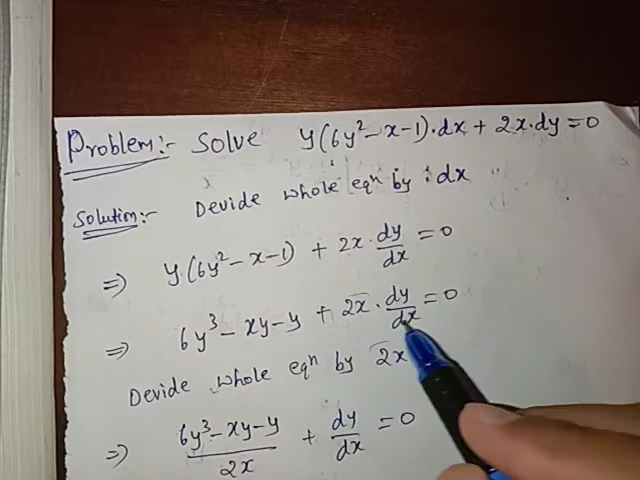 Problem:- Solve y(6y²-x-1).dx + 2x.dy=0
Solution:- Devide whole eqⁿ by : dx
⇒ y(6y²-x-1) + 2x.dy/dx=0
⇒ 6y³-xy-y + 2x.dy/dx=0
Devide whole eqⁿ by 2x
⇒ 6y³-xy-y/2x + dy/dx=0